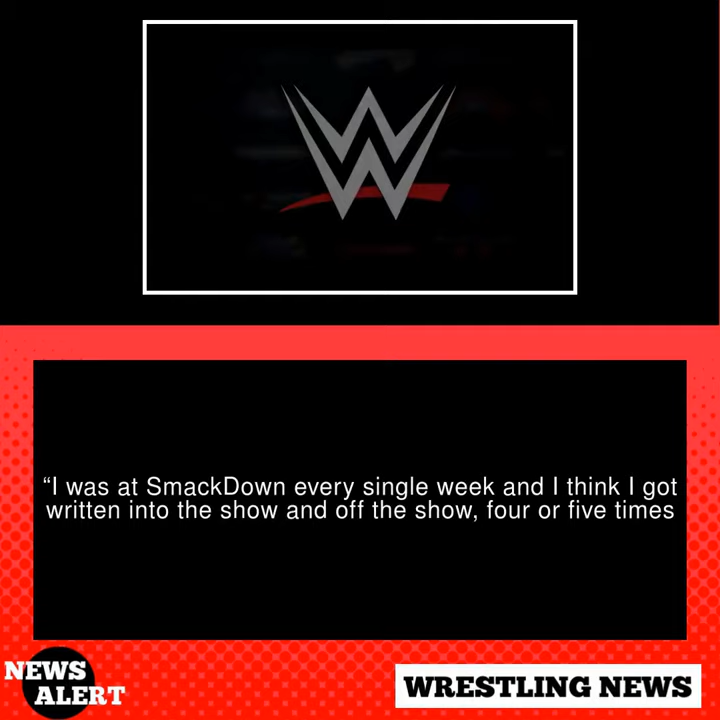 W
“I was at SmackDown every single week and I think I got
written into the show and off the show, four or five times
NEWS
ALERT
WRESTLING NEWS